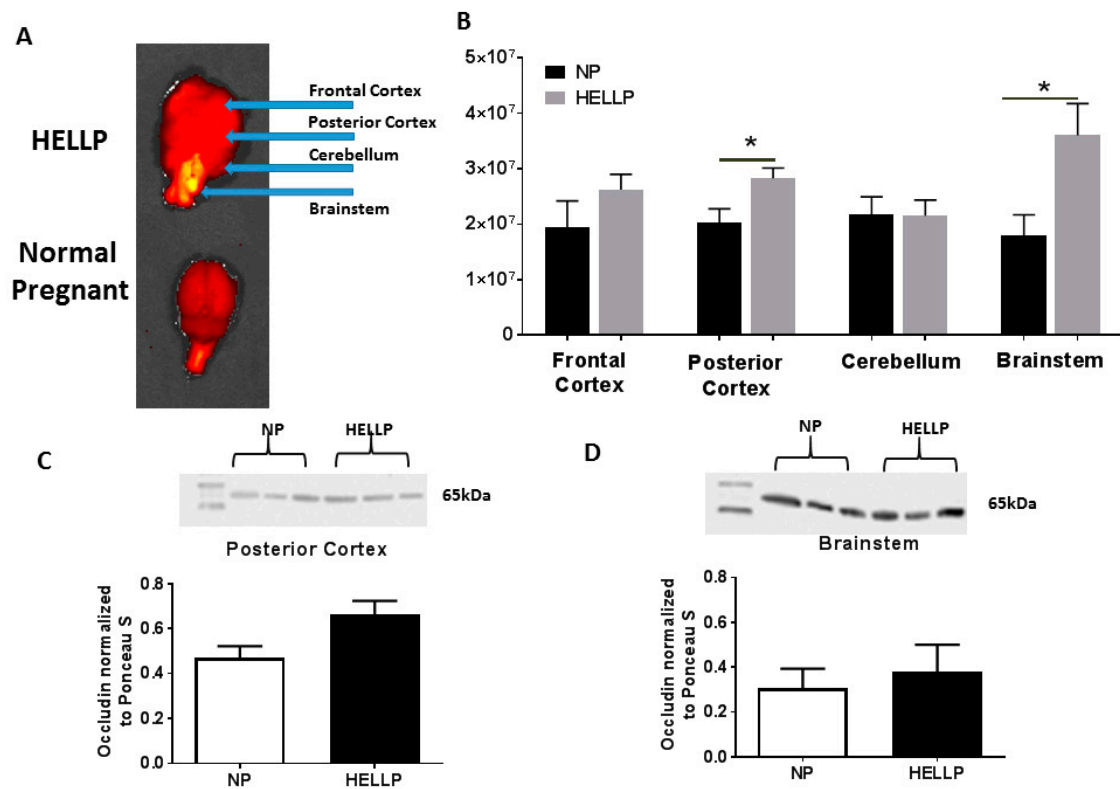 A
HELLP
Normal
Pregnant
Frontal Cortex
Posterior Cortex
Cerebellum
Brainstem
B
5×10⁷
4×10⁷
3×10⁷
2×10⁷
1×10⁷
0
NP
HELLP
*
*
Frontal
Cortex
Posterior
Cortex
Cerebellum
Brainstem
C
NP
HELLP
65kDa
Posterior Cortex
Occludin normalized
to Ponceau S
0.8
0.6
0.4
0.2
0.0
NP
HELLP
D
NP
HELLP
65kDa
Brainstem
Occludin normalized
to Ponceau S
0.8
0.6
0.4
0.2
0.0
NP
HELLP